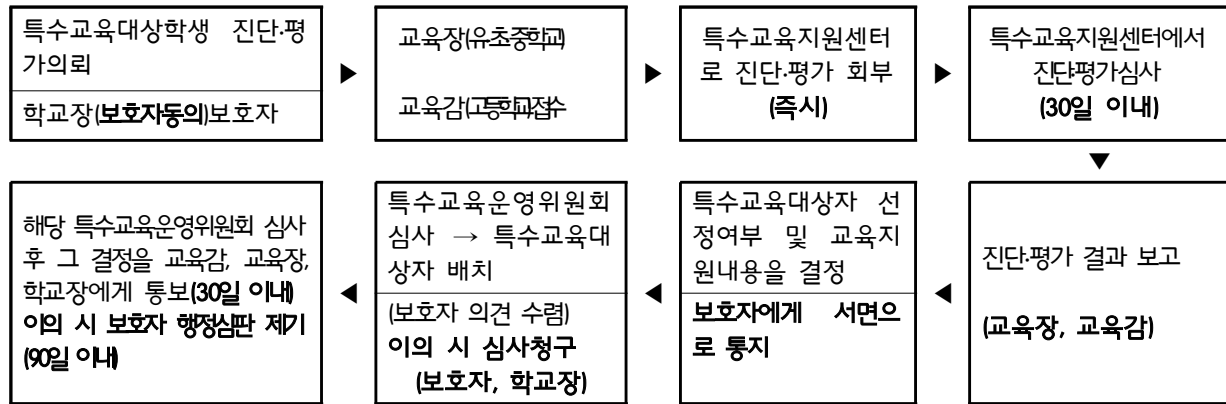 특수교육대상학생 진단·평
가의뢰
학교장(보호자동의)보호자
▶
교육장(유초중학교)
교육감(고등학교)접수
▶
특수교육지원센터
로 진단·평가 회부
(즉시)
▶
특수교육지원센터에서
진단·평가심사
(30일 이내)
▼
진단·평가 결과 보고
(교육장, 교육감)
◀
특수교육대상자 선
정여부 및 교육지
원내용을 결정
보호자에게 서면으
로 통지
◀
특수교육운영위원회
심사 → 특수교육대
상자 배치
(보호자 의견 수렴)
이의 시 심사청구
(보호자, 학교장)
◀
해당 특수교육운영위원회 심사
후 그 결정을 교육감, 교육장,
학교장에게 통보(30일 이내)
이의 시 보호자 행정심판 제기
(90일 이내)